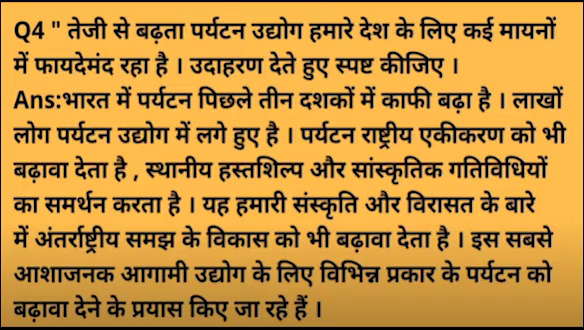 Q4 " तेजी से बढ़ता पर्यटन उद्योग हमारे देश के लिए कई मायनों
में फायदेमंद रहा है । उदाहरण देते हुए स्पष्ट कीजिए ।
Ans:भारत में पर्यटन पिछले तीन दशकों में काफी बढ़ा है । लाखों
लोग पर्यटन उद्योग में लगे हुए है । पर्यटन राष्ट्रीय एकीकरण को भी
बढ़ावा देता है , स्थानीय हस्तशिल्प और सांस्कृतिक गतिविधियों
का समर्थन करता है । यह हमारी संस्कृति और विरासत के बारे
में अंतर्राष्ट्रीय समझ के विकास को भी बढ़ावा देता है । इस सबसे
आशाजनक आगामी उद्योग के लिए विभिन्न प्रकार के पर्यटन को
बढ़ावा देने के प्रयास किए जा रहे हैं ।